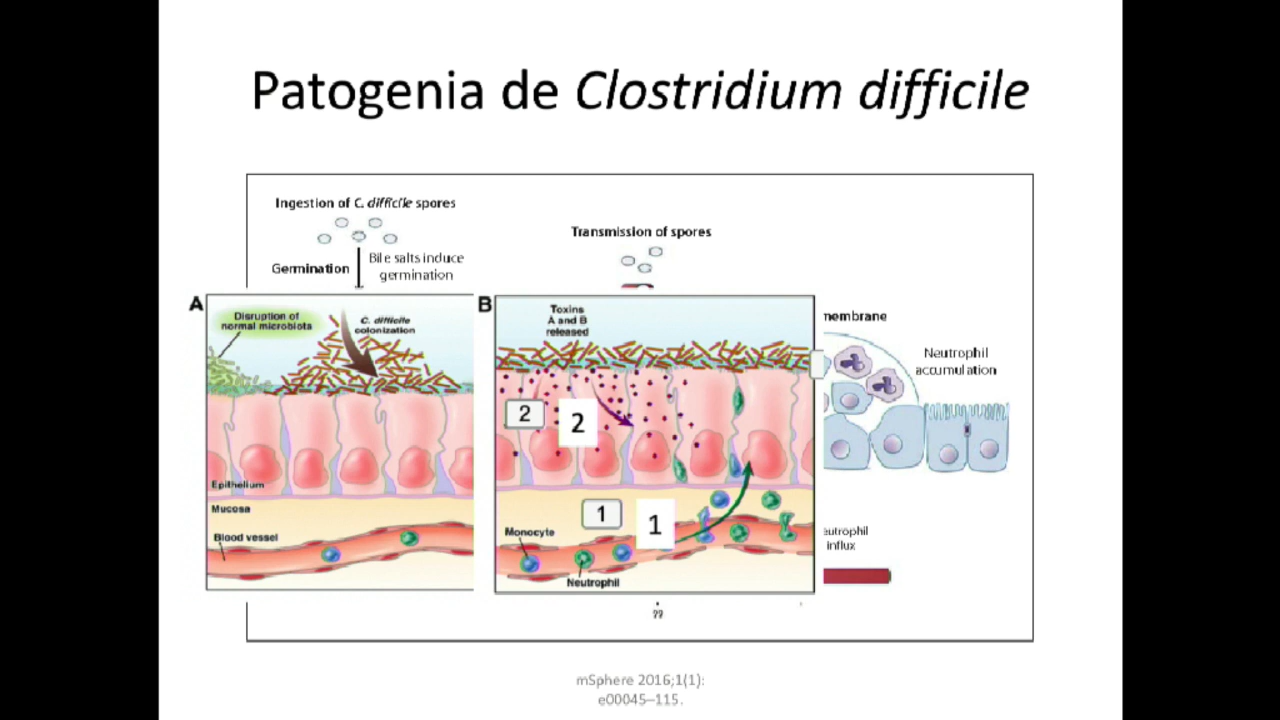 Patogenia de Clostridium difficile
Ingestion of C. difficile spores
Germination
Bile salts induce
germination
Transmission of spores
A
Disruption of
normal microbiota
C. difficile
colonization
Epithelium
Mucosa
Blood vessel
B
Toxins
A and B
released
2
2
1
1
Monocyte
Neutrophil
Neutrophil
accumulation
influx
??
mSphere 2016;1(1):
e00045–115.